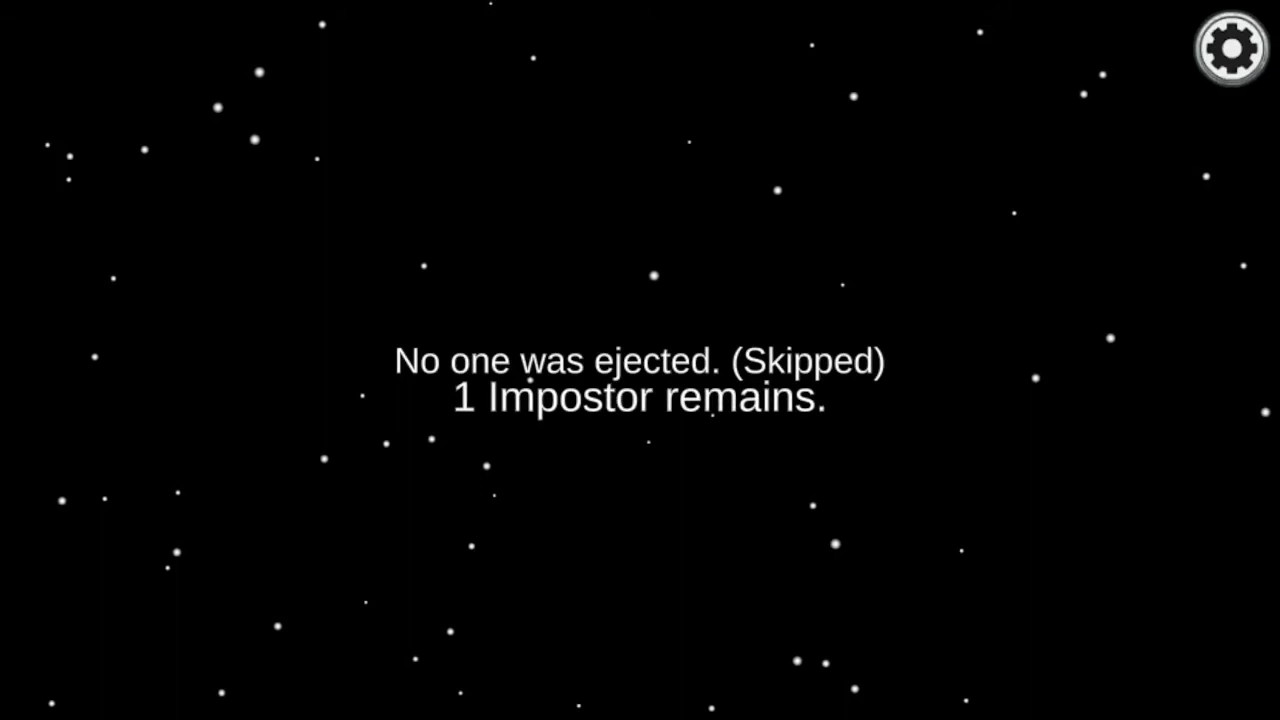 No one was ejected. (Skipped)
1 Impostor remains.